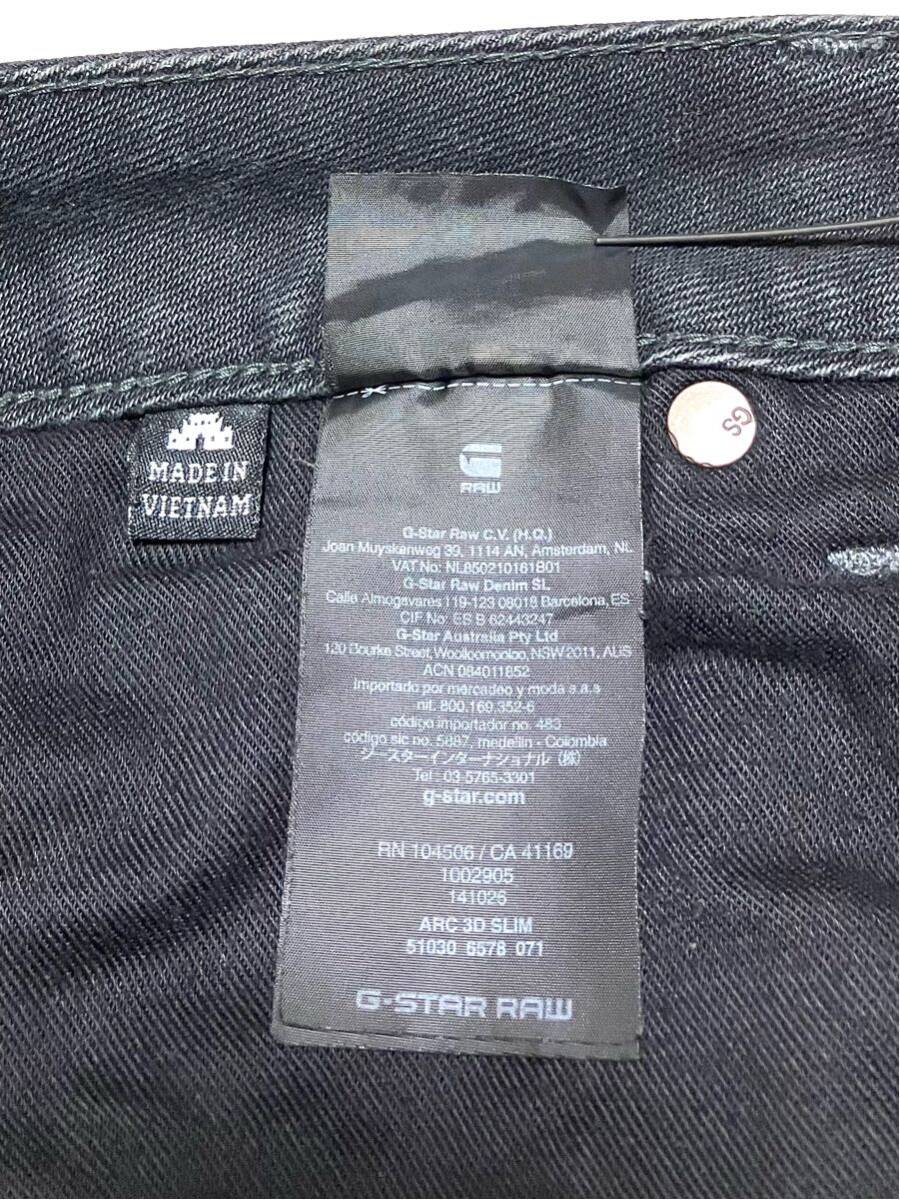 MADE IN
VIETNAM
GS
RAW
G-Star Raw C.V. (H.Q.)
Joan Muyskenweg 39, 1114 AN, Amsterdam, NL
VAT No: NL850210181B01
G-Star Raw Denim SL
Calle Almogavares 119-123 08018 Barcelona, ES
CIF No: ES B 62443247
G-Star Australia Pty Ltd
120 Bourke Street, Woolloomooloo, NSW 2011, AUS
ACN 084011852
importado por mercadeo y moda s.a.s
nit. 800.169.352-6
código importador no. 483
código sic no. 5887, medellin - Colombia
ジースターインターナショナル (株)
Tel : 03-5765-3301
g-star.com
RN 104506 / CA 41169
1002905
141026
ARC 3D SLIM
51030 6578 071
G-STAR RAW